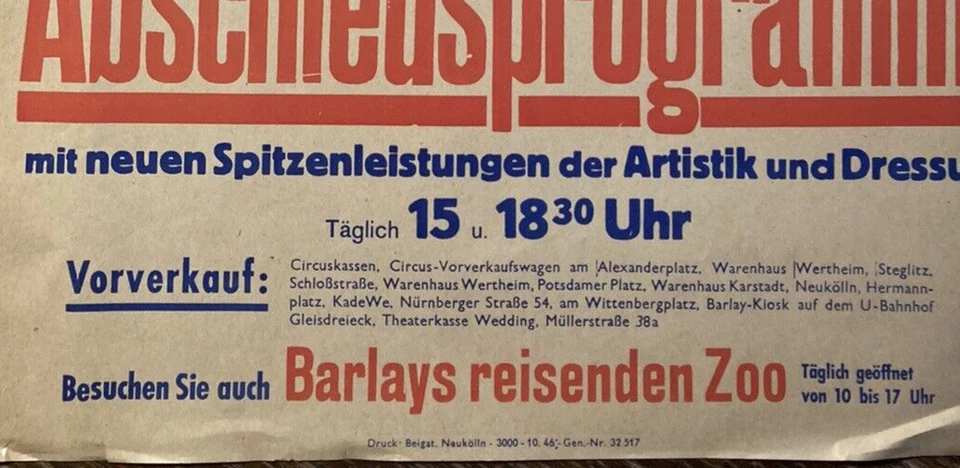 Abschiedsprogramm
mit neuen Spitzenleistungen der Artistik und Dressu
Täglich 15 u. 18 30 Uhr
Vorverkauf: Circuskassen, Circus-Vorverkaufswagen am Alexanderplatz, Warenhaus Wertheim, Steglitz,
Schloßstraße, Warenhaus Wertheim, Potsdamer Platz, Warenhaus Karstadt, Neukölln, Hermann-
platz, KadeWe, Nürnberger Straße 54, am Wittenbergplatz, Barlay-Kiosk auf dem U-Bahnhof
Gleisdreieck, Theaterkasse Wedding, Müllerstraße 38a
Besuchen Sie auch Barlays reisenden Zoo Täglich geöffnet
von 10 bis 17 Uhr
Druck: Beigat. Neukölln - 3000 - 10. 46.- Gen.-Nr. 32 517